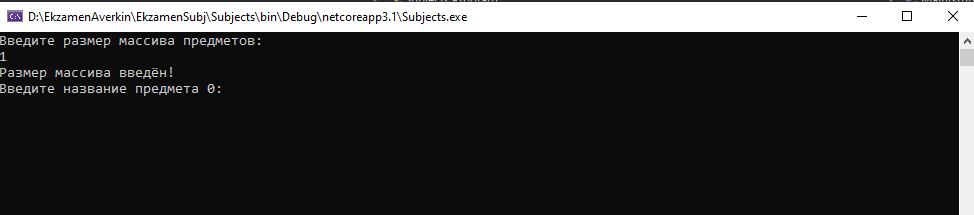 D:\EkzamenAverkin\EkzamenSubj\Subjects\bin\Debug\netcoreapp3.1\Subjects.exe
Введите размер массива предметов:
1
Размер массива введён!
Введите название предмета 0: